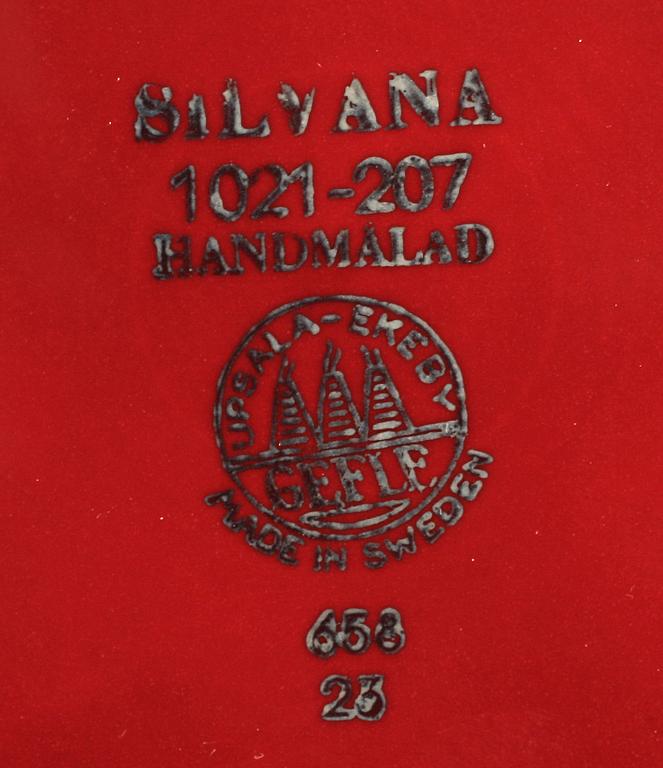 SILVANA
1021-207
HANDMÅLAD
UPSALA-EKEBY
GEFLE
MADE IN SWEDEN
658
23